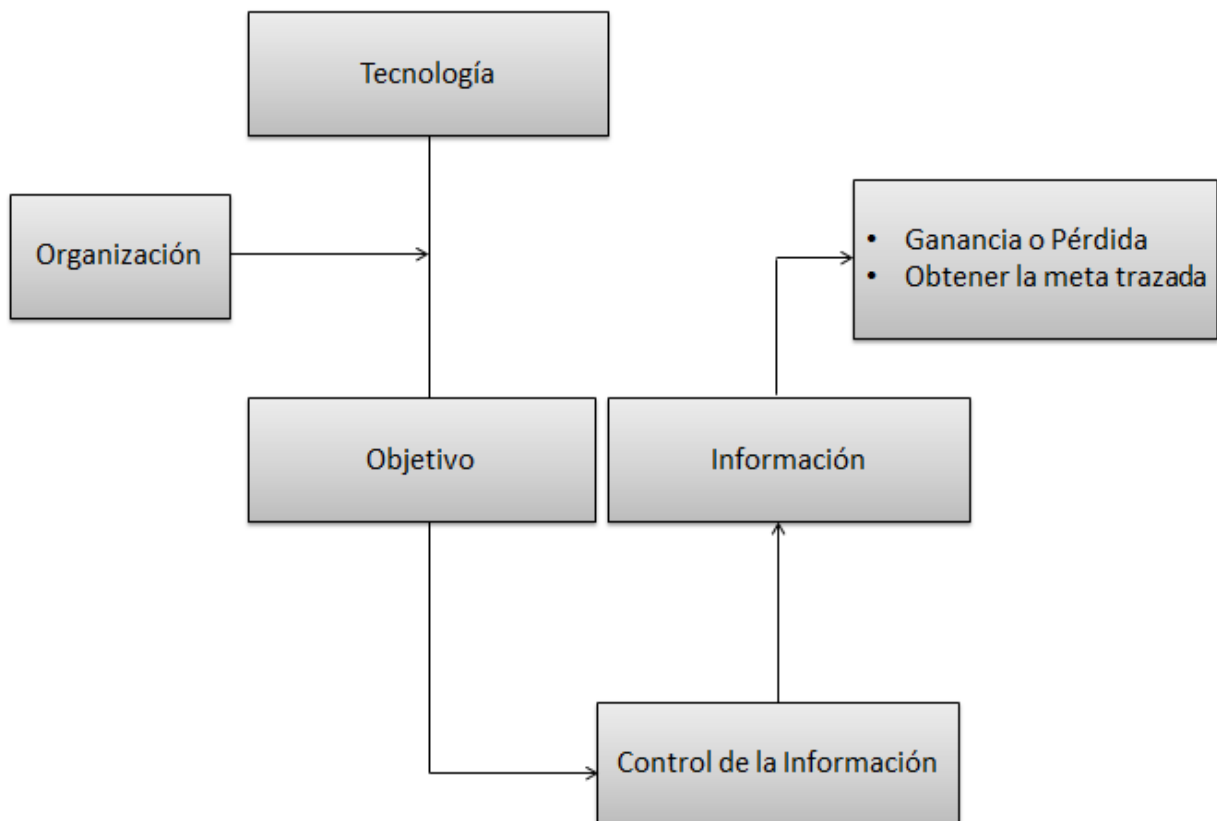 Tecnología
Organización
• Ganancia o Pérdida
• Obtener la meta trazada
Objetivo
Información
Control de la Información